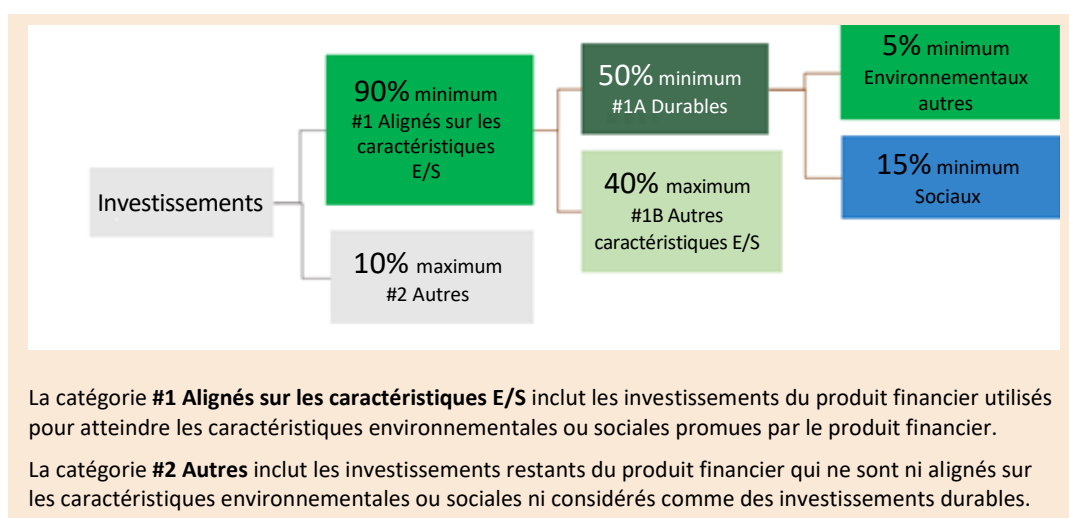 5% minimum
Environnementaux
autres
50% minimum
#1A Durables
90% minimum
#1 Alignés sur les
caractéristiques
E/S
15% minimum
Sociaux
40% maximum
#1B Autres
caractéristiques E/S
Investissements
10% maximum
#2 Autres
La catégorie #1 Alignés sur les caractéristiques E/S inclut les investissements du produit financier utilisés
pour atteindre les caractéristiques environnementales ou sociales promues par le produit financier.
La catégorie #2 Autres inclut les investissements restants du produit financier qui ne sont ni alignés sur
les caractéristiques environnementales ou sociales ni considérés comme des investissements durables.